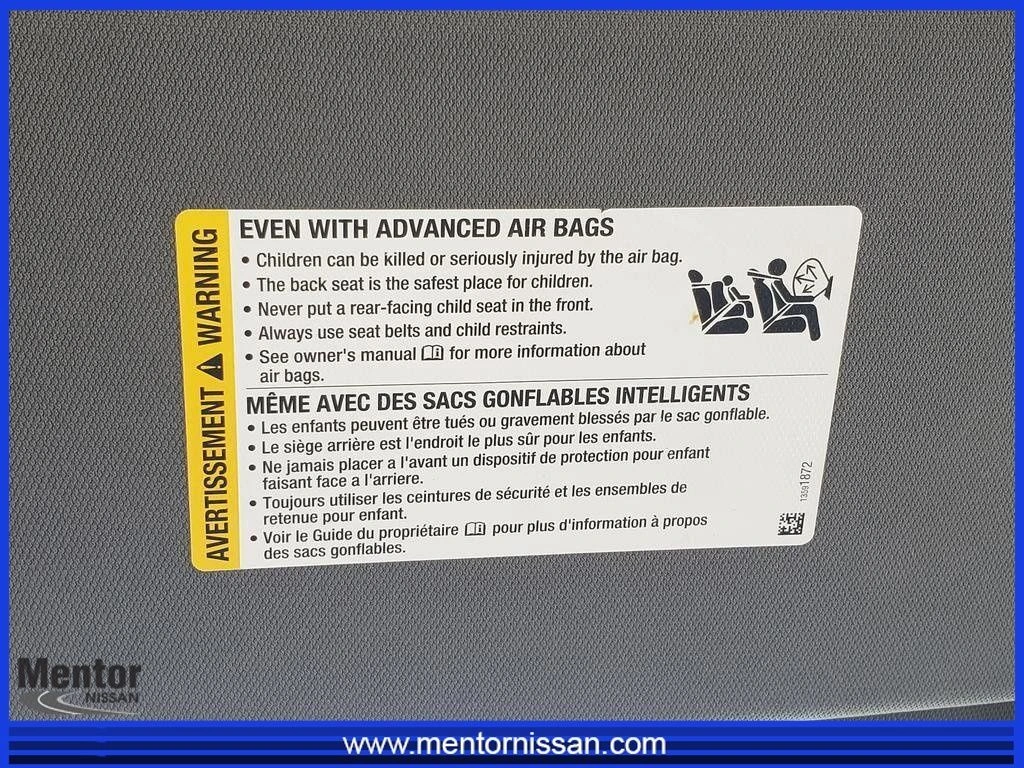 AVERTISSEMENT ⚠ WARNING
EVEN WITH ADVANCED AIR BAGS
• Children can be killed or seriously injured by the air bag.
• The back seat is the safest place for children.
• Never put a rear-facing child seat in the front.
• Always use seat belts and child restraints.
• See owner's manual for more information about
air bags.
MÊME AVEC DES SACS GONFLABLES INTELLIGENTS
• Les enfants peuvent être tués ou gravement blessés par le sac gonflable.
• Le siège arrière est l'endroit le plus sûr pour les enfants.
• Ne jamais placer a l'avant un dispositif de protection pour enfant
faisant face a l'arriere.
• Toujours utiliser les ceintures de sécurité et les ensembles de
retenue pour enfant.
• Voir le Guide du propriétaire pour plus d'information à propos
des sacs gonflables.
13591872
Mentor
NISSAN
www.mentornissan.com